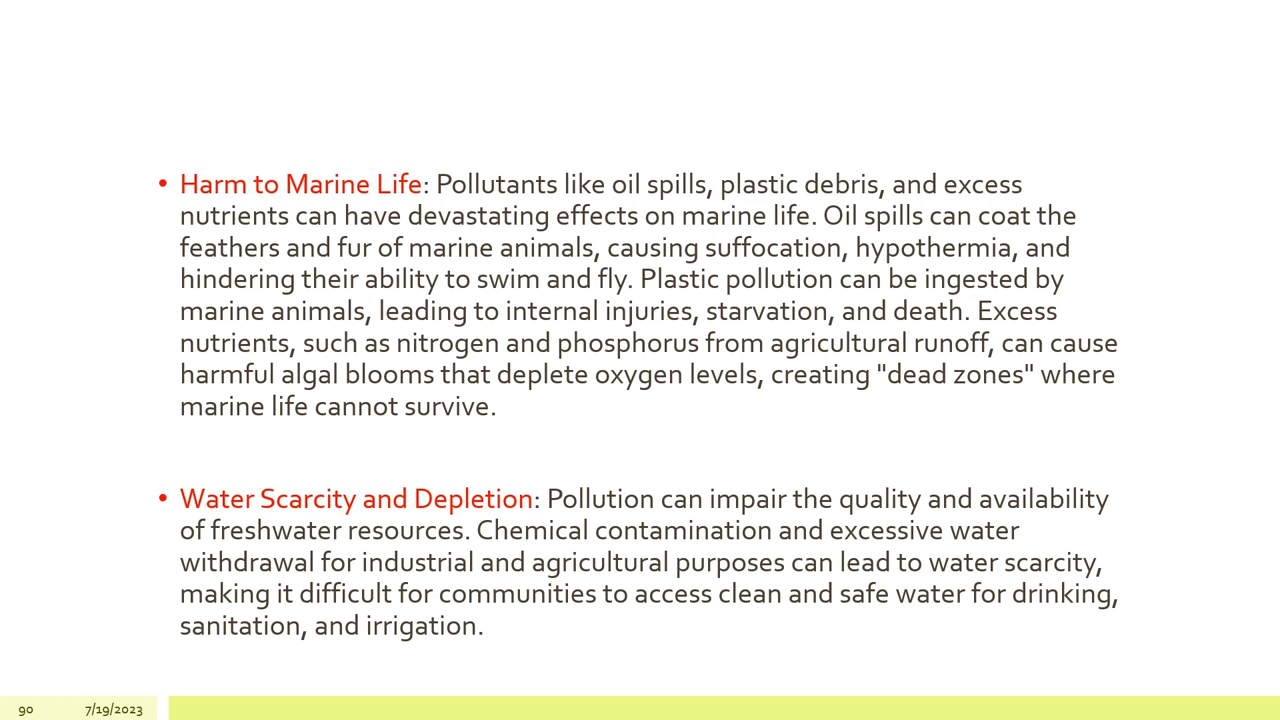 • Harm to Marine Life: Pollutants like oil spills, plastic debris, and excess
nutrients can have devastating effects on marine life. Oil spills can coat the
feathers and fur of marine animals, causing suffocation, hypothermia, and
hindering their ability to swim and fly. Plastic pollution can be ingested by
marine animals, leading to internal injuries, starvation, and death. Excess
nutrients, such as nitrogen and phosphorus from agricultural runoff, can cause
harmful algal blooms that deplete oxygen levels, creating "dead zones" where
marine life cannot survive.
• Water Scarcity and Depletion: Pollution can impair the quality and availability
of freshwater resources. Chemical contamination and excessive water
withdrawal for industrial and agricultural purposes can lead to water scarcity,
making it difficult for communities to access clean and safe water for drinking,
sanitation, and irrigation.
90 7/19/2023